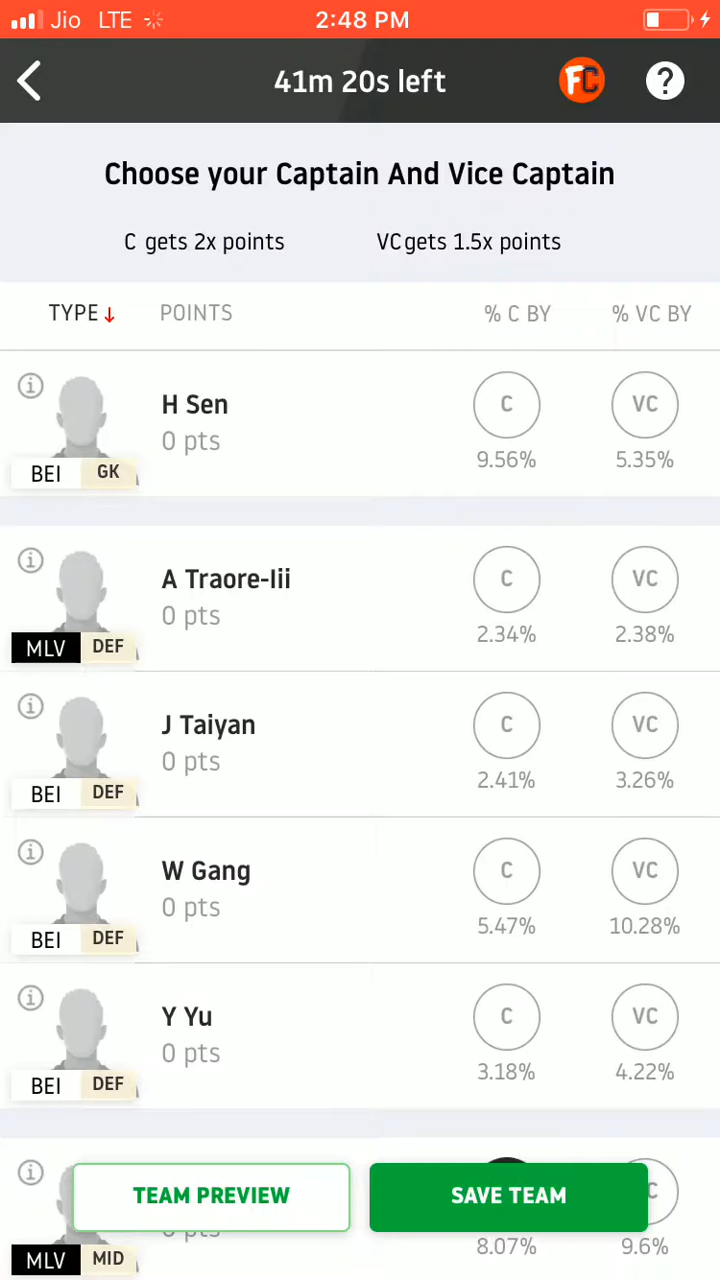 Jio LTE 2:48 PM
41m 20s left FC ?
Choose your Captain And Vice Captain
C gets 2x points VC gets 1.5x points
TYPE↓ POINTS % C BY % VC BY
H Sen
0 pts
C VC
9.56% 5.35%
BEI GK
A Traore-Iii
0 pts
C VC
2.34% 2.38%
MLV DEF
J Taiyan
0 pts
C VC
2.41% 3.26%
BEI DEF
W Gang
0 pts
C VC
5.47% 10.28%
BEI DEF
Y Yu
0 pts
C VC
3.18% 4.22%
BEI DEF
TEAM PREVIEW SAVE TEAM
8.07% 9.6%
MLV MID